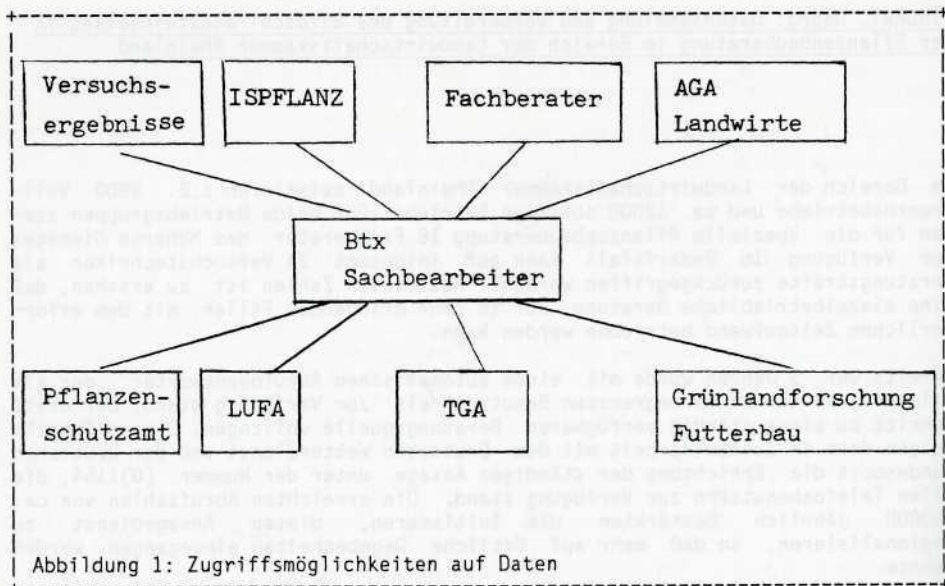 Versuchs-
ergebnisse
ISPFLANZ
Fachberater
AGA
Landwirte
Btx
Sachbearbeiter
Pflanzen-
schutzamt
LUFA
TGA
Grünlandforschung
Futterbau
Abbildung 1: Zugriffsmöglichkeiten auf Daten